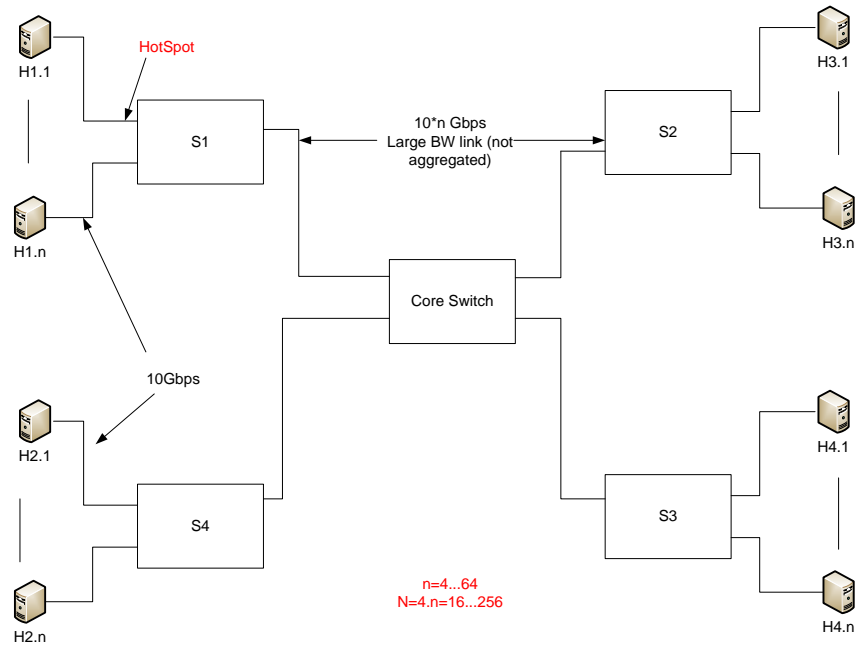 H1.1
HotSpot
H3.1
S1
10*n Gbps
Large BW link (not
aggregated)
S2
H1.n
H3.n
Core Switch
10Gbps
H2.1
H4.1
S4
S3
n=4...64
N=4.n=16...256
H2.n
H4.n